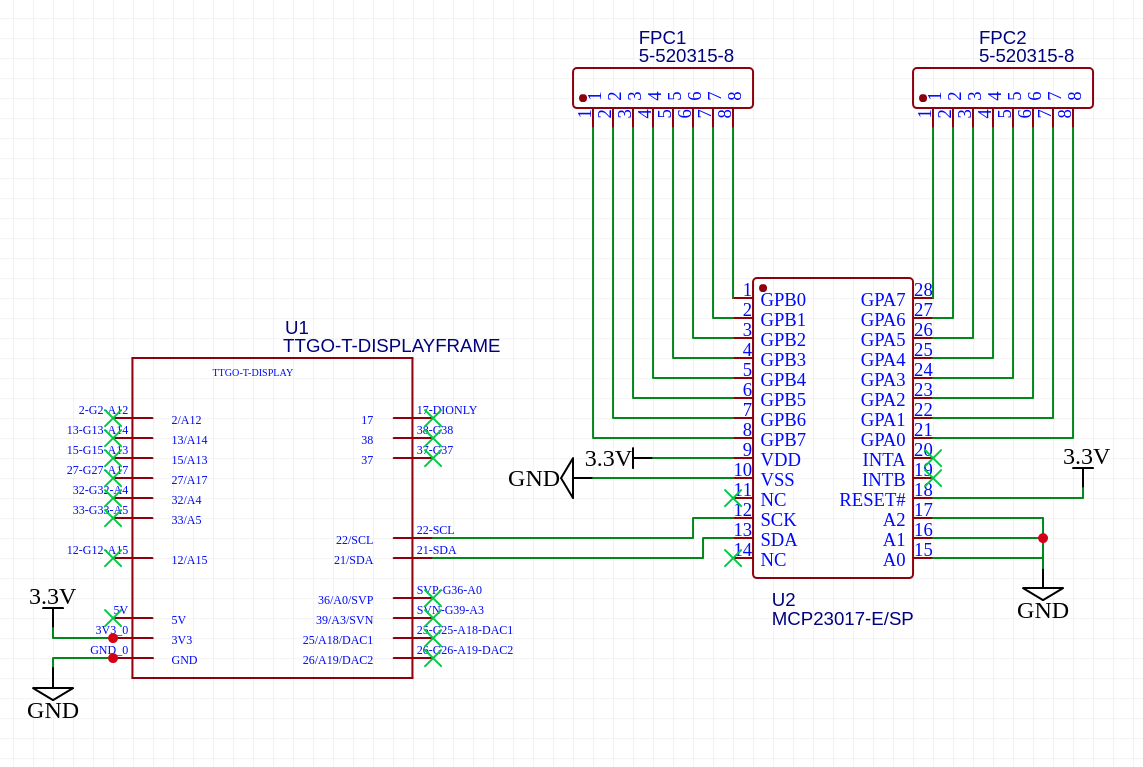 FPC1
5-520315-8
1 2 3 4 5 6 7 8
1 2 3 4 5 6 7 8
FPC2
5-520315-8
1 2 3 4 5 6 7 8
1 2 3 4 5 6 7 8
U1
TTGO-T-DISPLAYFRAME
TTGO-T-DISPLAY
2-G2-A12 2/A12 17 17-DIONLY
13-G13-A14 13/A14 38 38-G38
15-G15-A13 15/A13 37 37-G37
27-G27-A17 27/A17
32-G32-A4 32/A4
33-G33-A5 33/A5
22/SCL 22-SCL
12-G12-A15 12/A15 21/SDA 21-SDA
36/A0/SVP SVP-G36-A0
5V 5V 39/A3/SVN SVN-G39-A3
3V3_0 3V3 25/A18/DAC1 25-G25-A18-DAC1
GND_0 GND 26/A19/DAC2 26-G26-A19-DAC2
3.3V
GND
1 GPB0 GPA7 28
2 GPB1 GPA6 27
3 GPB2 GPA5 26
4 GPB3 GPA4 25
5 GPB4 GPA3 24
6 GPB5 GPA2 23
7 GPB6 GPA1 22
8 GPB7 GPA0 21
3.3V 9 VDD INTA 20 3.3V
GND 10 VSS INTB 19
11 NC RESET# 18
12 SCK A2 17
13 SDA A1 16
14 NC A0 15
GND
U2
MCP23017-E/SP